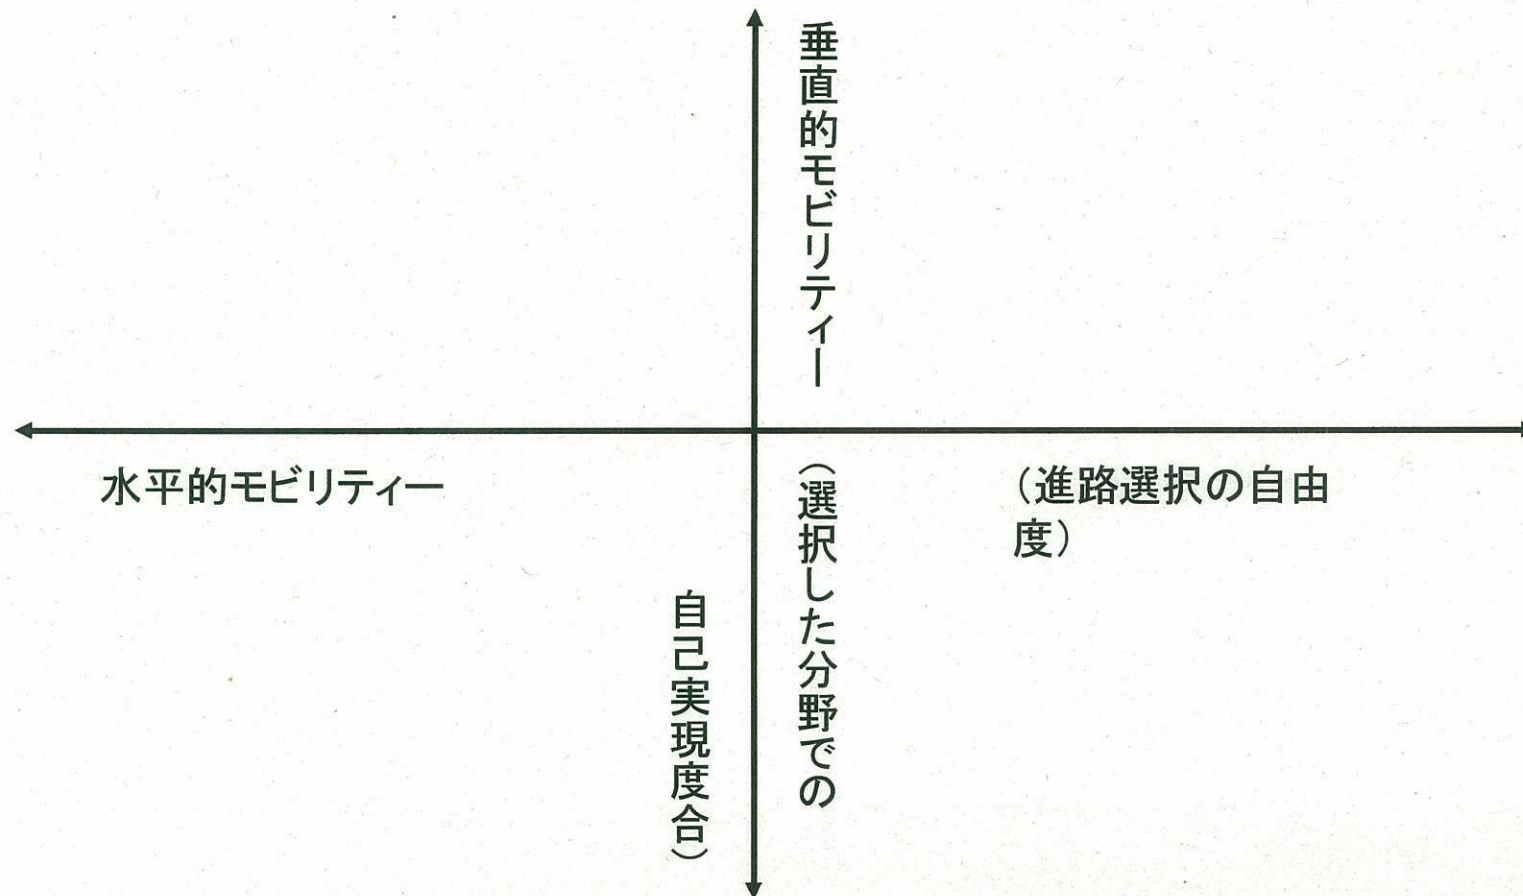 垂直的モビリティー
水平的モビリティー
（進路選択の自由
度）
（選択した分野での
自己実現度合）